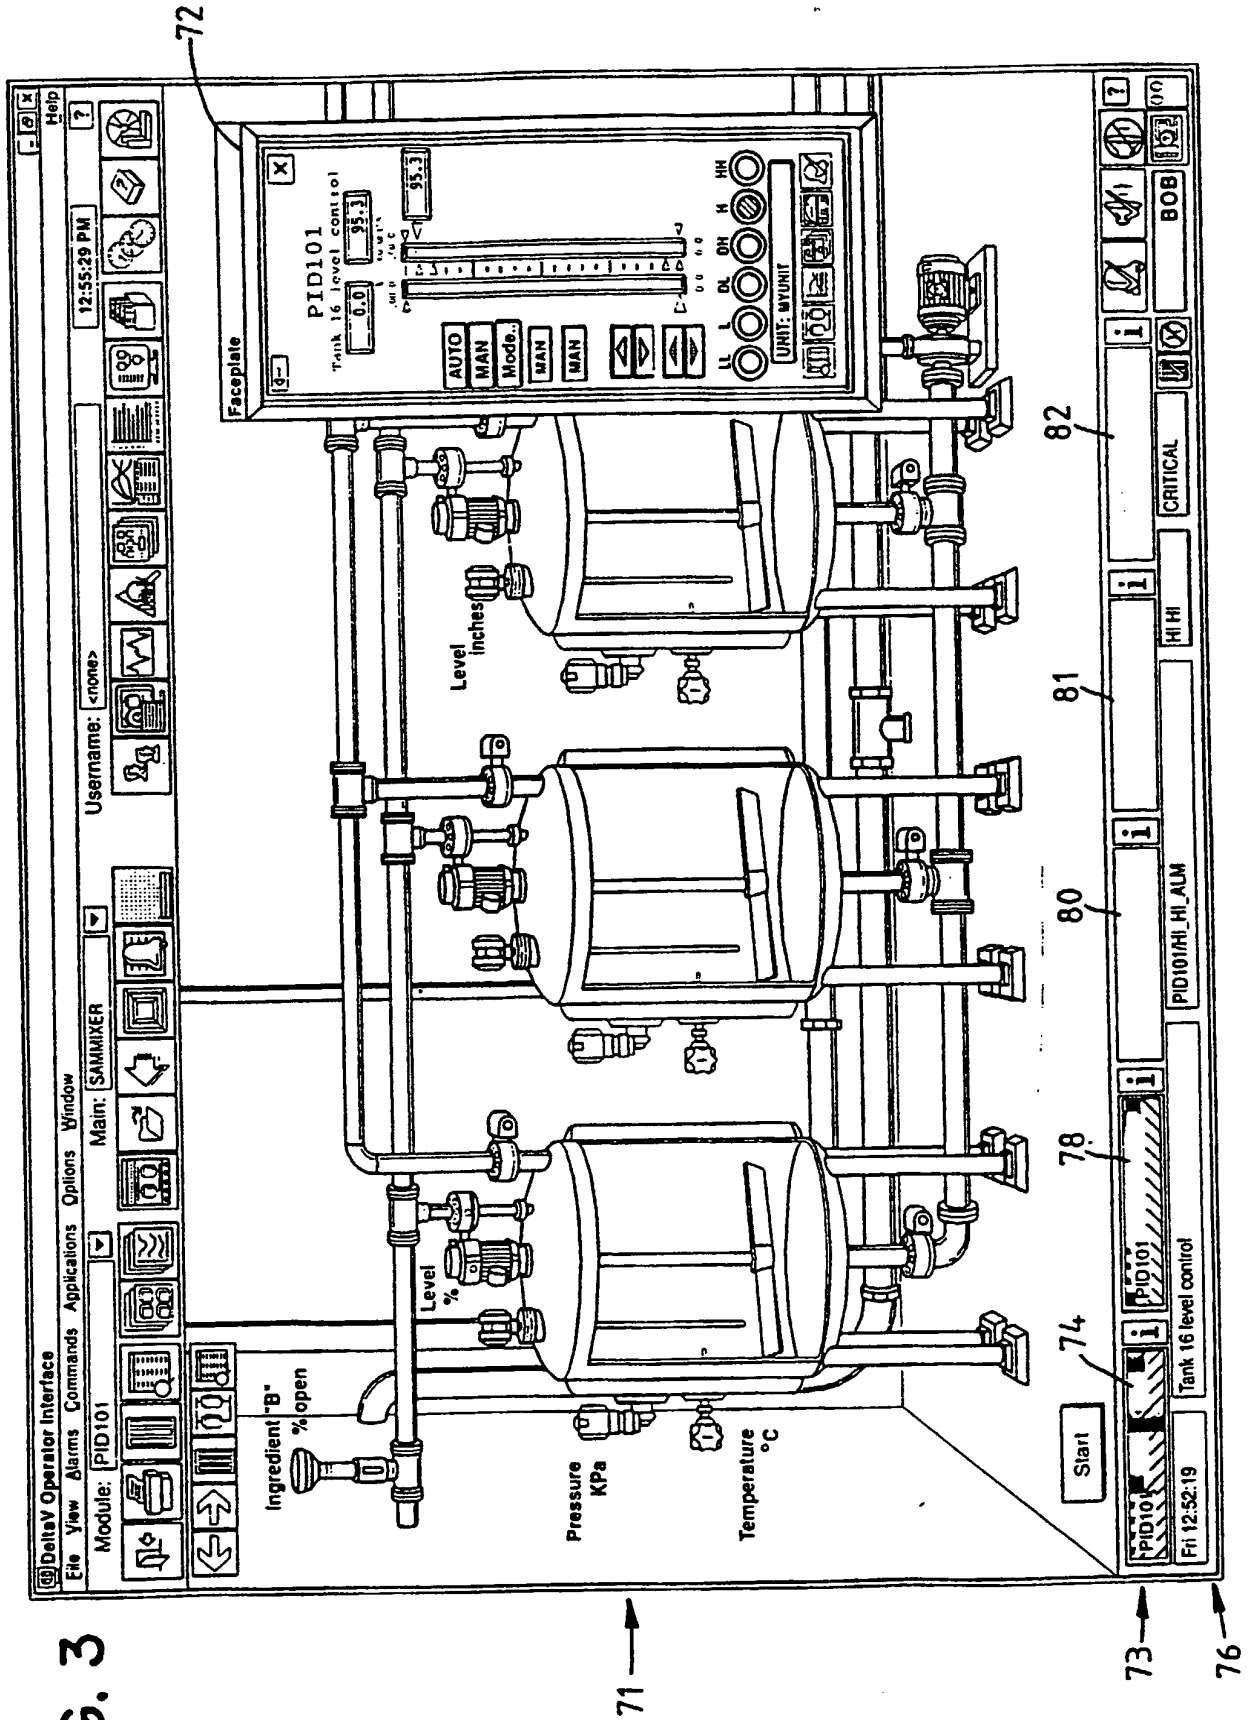 FIG. 3
DeltaV Operator Interface
File View Alarms Commands Applications Options Window Help
Module: PID101 Main: SAMMIXER Username: <none> 12:55:29 PM ?
72
Faceplate
X
PID101
Tank 16 level control
0.0 95.3
95.3
0.0 0.0
AUTO
MAN
Mode..
MAN
MAN
LL L DL DH H HH
UNIT: MYUNIT
Ingredient "B"
% open
Level
%
Level
inches
Pressure
KPa
Temperature
°C
71
Start
74 78 80 81 82
73
PID101 i PID101 i i i i ?
Fri 12:52:19 Tank 16 level control PID101/HI_HI_ALM HI HI CRITICAL BOB
76